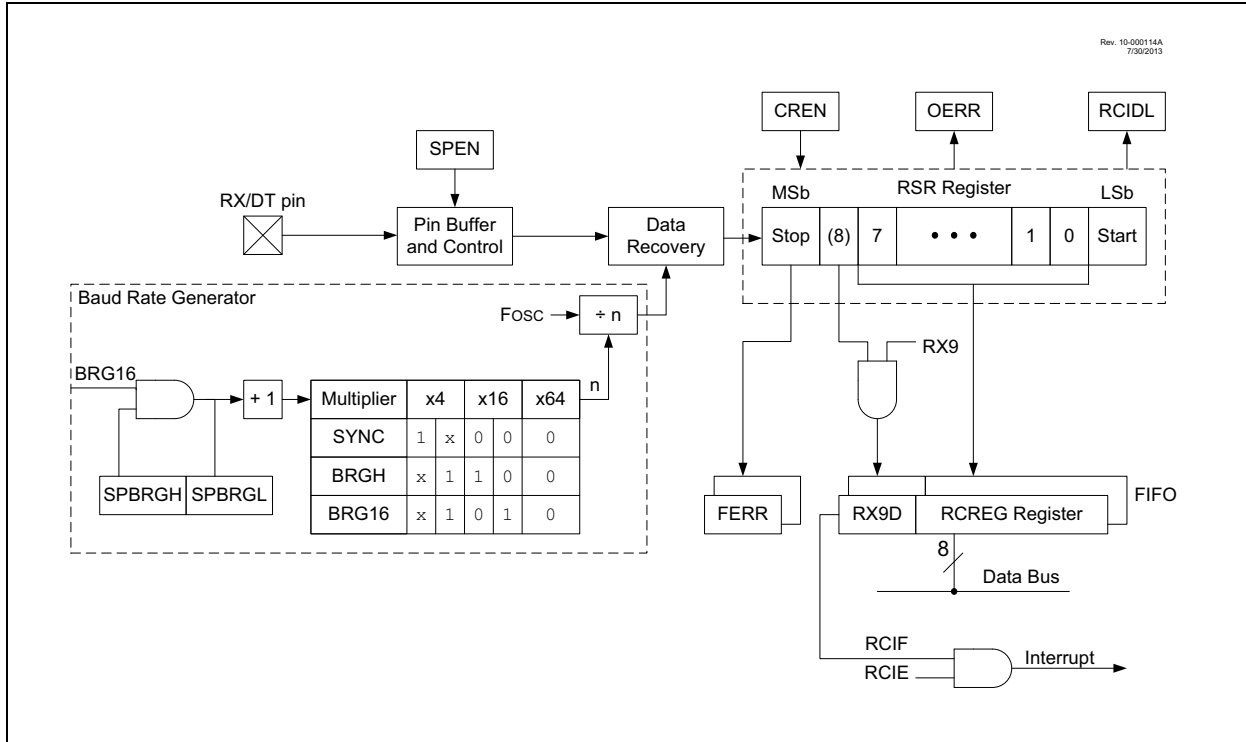 Rev. 10-000114A
7/30/2013
CREN
OERR
RCIDL
SPEN
RSR Register
MSb
LSb
RX/DT pin
Pin Buffer
and Control
Data
Recovery
Stop (8) 7 • • • 1 0 Start
Baud Rate Generator
FOSC
÷ n
RX9
BRG16
n
+ 1
Multiplier x4 x16 x64
SYNC 1 x 0 0 0
BRGH x 1 1 0 0
BRG16 x 1 0 1 0
SPBRGH SPBRGL
FERR
RX9D RCREG Register
FIFO
8
Data Bus
RCIF
RCIE
Interrupt